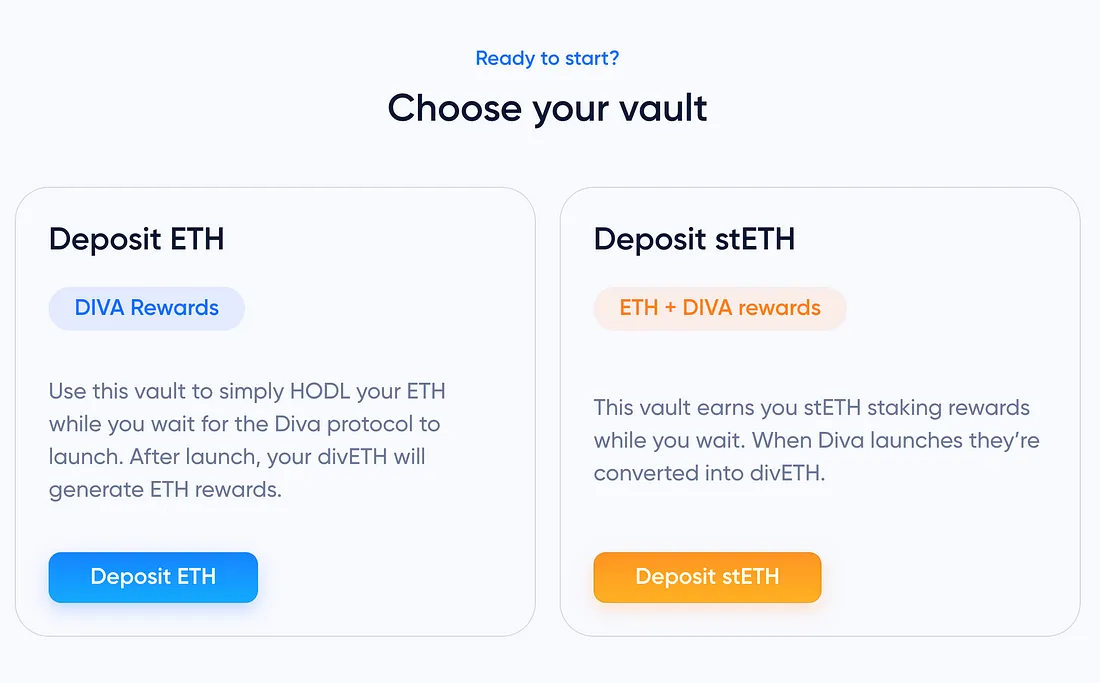 Ready to start?
Choose your vault
Deposit ETH
DIVA Rewards
Use this vault to simply HODL your ETH
while you wait for the Diva protocol to
launch. After launch, your divETH will
generate ETH rewards.
Deposit ETH
Deposit stETH
ETH + DIVA rewards
This vault earns you stETH staking rewards
while you wait. When Diva launches they’re
converted into divETH.
Deposit stETH